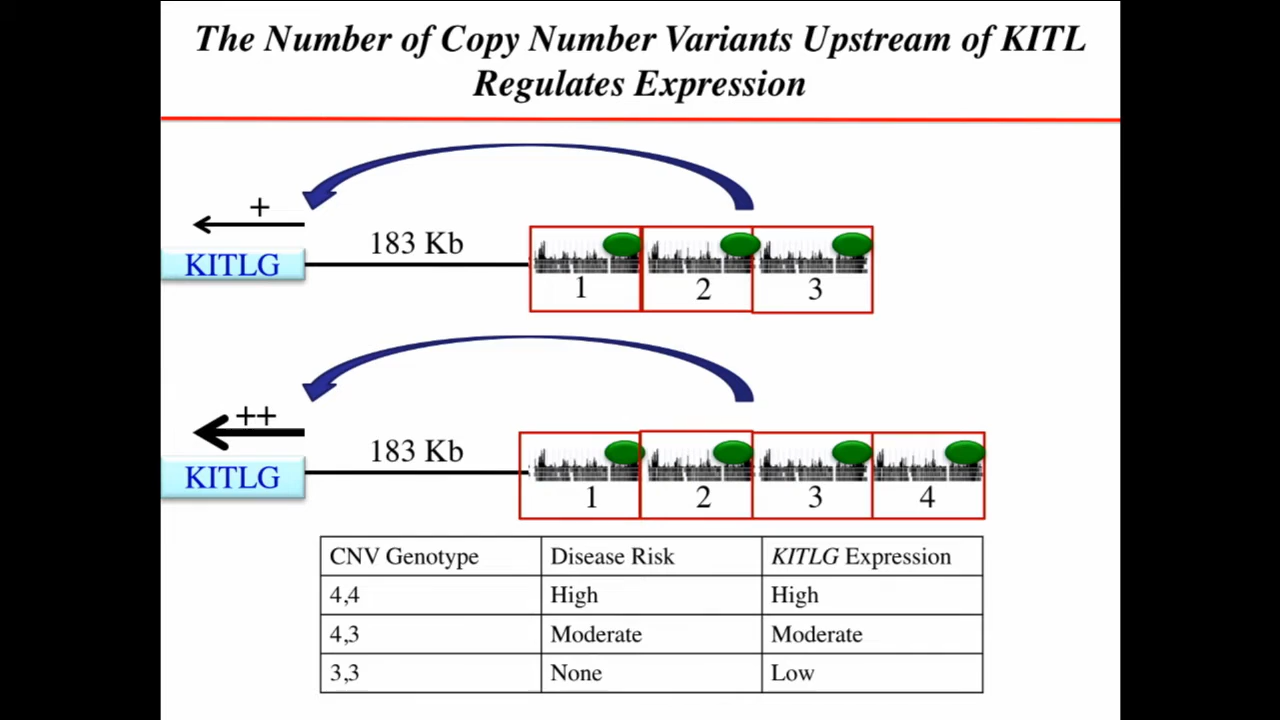 The Number of Copy Number Variants Upstream of KITL
Regulates Expression
+
183 Kb
KITLG
1 2 3
++
183 Kb
KITLG
1 2 3 4
CNV Genotype Disease Risk KITLG Expression
4,4 High High
4,3 Moderate Moderate
3,3 None Low